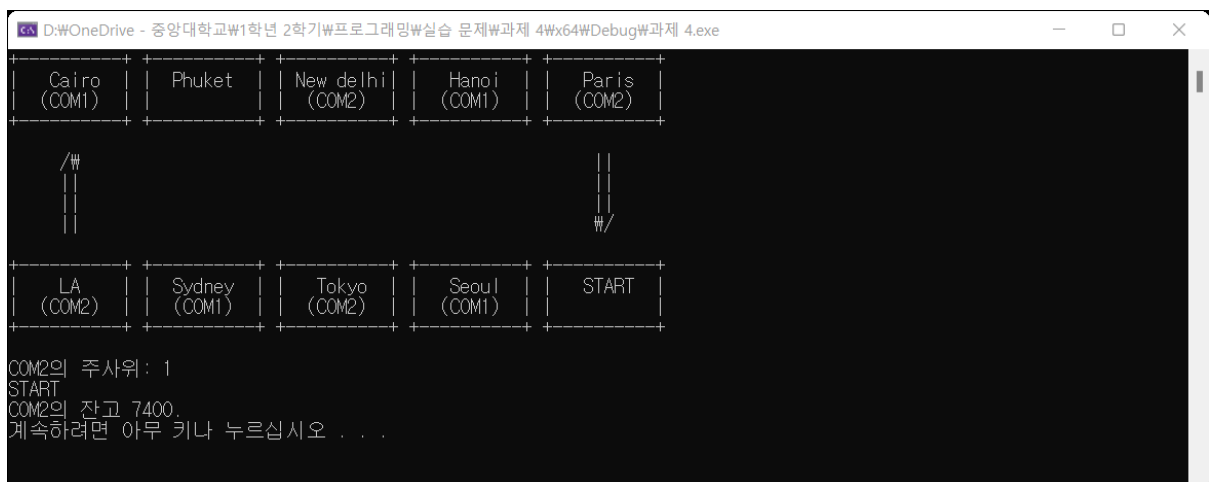 D:₩OneDrive - 중앙대학교₩1학년 2학기₩프로그래밍₩실습 문제₩과제 4₩x64₩Debug₩과제 4.exe
+----------+ +----------+ +----------+ +----------+ +----------+
|   Cairo  | |  Phuket  | | New delhi| |   Hanoi  | |   Paris  |
|  (COM1)  | |          | |  (COM2)  | |  (COM1)  | |  (COM2)  |
+----------+ +----------+ +----------+ +----------+ +----------+
/₩ ||
|| ||
|| ||
|| ₩/
+----------+ +----------+ +----------+ +----------+ +----------+
|    LA    | |  Sydney  | |   Tokyo  | |   Seoul  | |   START  |
|  (COM2)  | |  (COM1)  | |  (COM2)  | |  (COM1)  | |          |
+----------+ +----------+ +----------+ +----------+ +----------+
COM2의 주사위: 1
START
COM2의 잔고 7400.
계속하려면 아무 키나 누르십시오 . . .